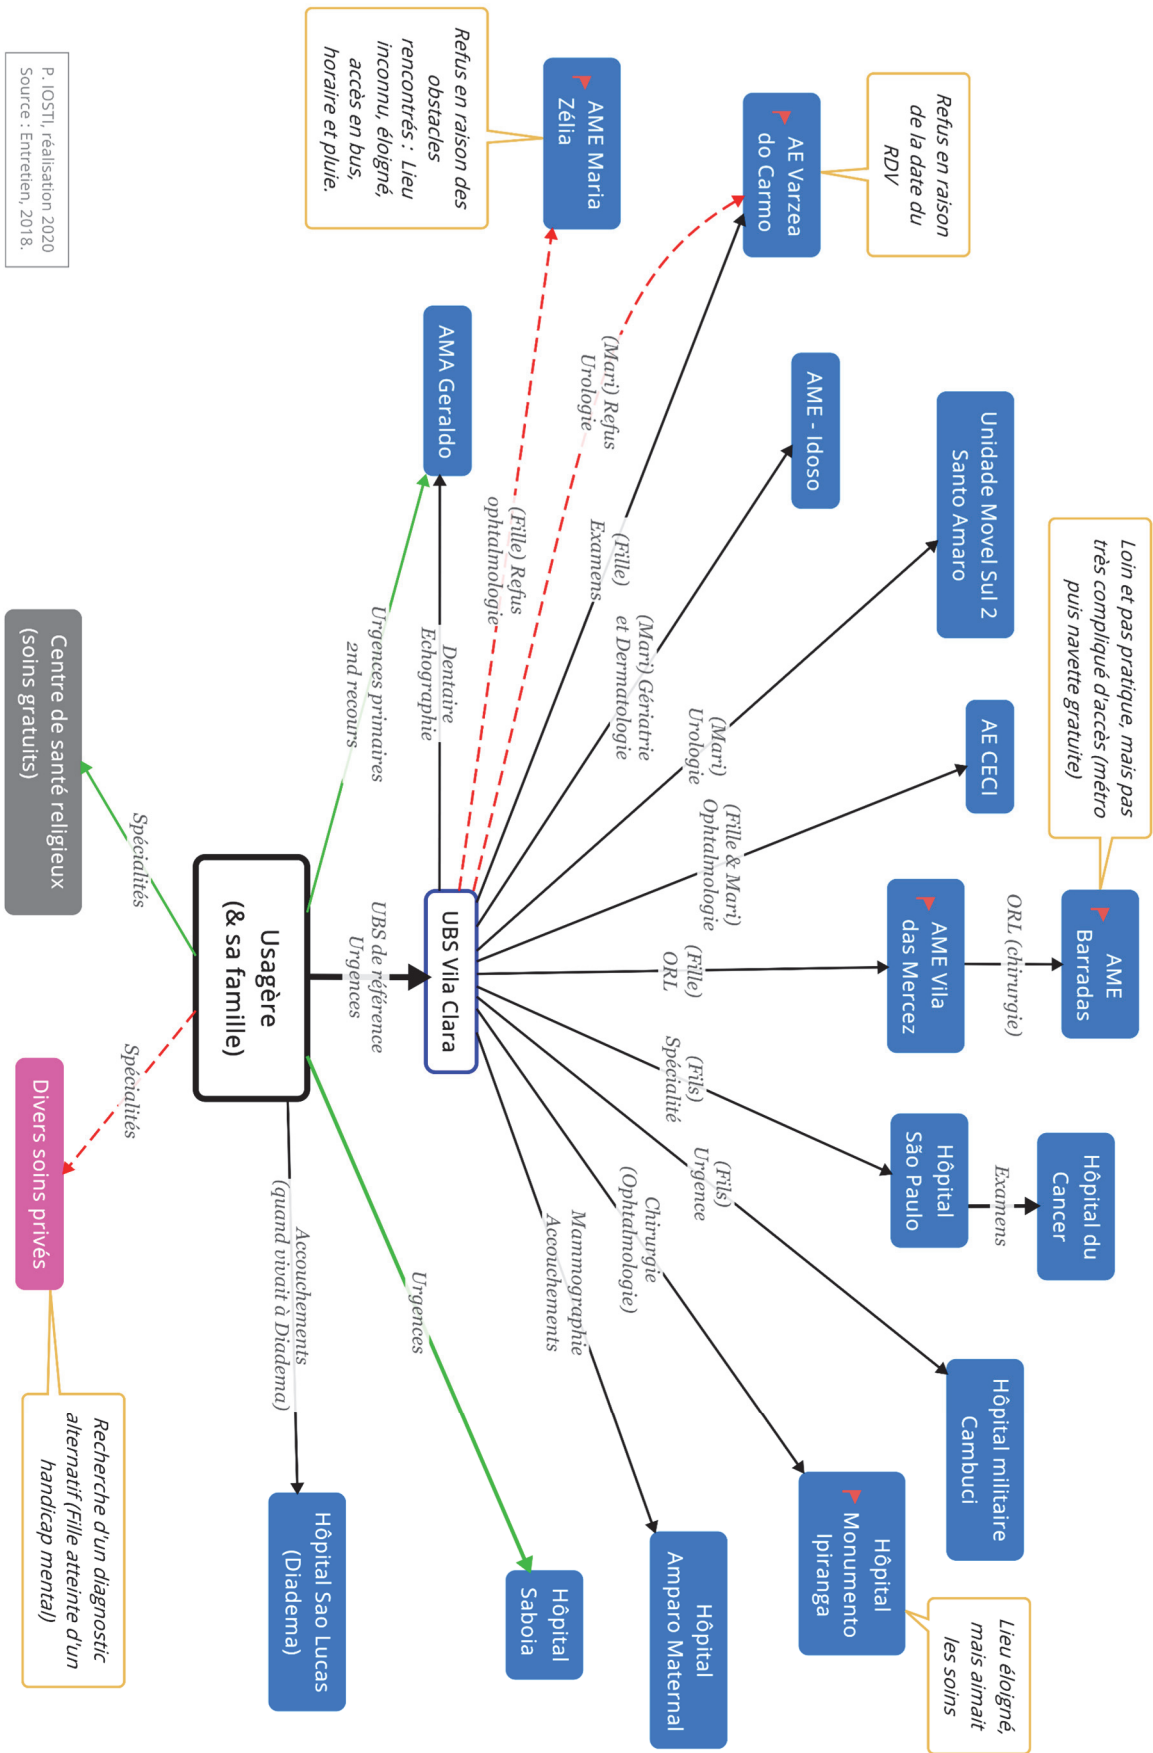 Loin et pas pratique, mais pas
très compliqué d'accès (métro
puis navette gratuite)
AME
Barradas
Hôpital du
Cancer
Lieu éloigné,
mais aimait
les soins
ORL (chirurgie)
Examens
Unidade Movel Sul 2
Santo Amaro
AE CECI
AME Vila
das Mercez
Hôpital
São Paulo
Hôpital militaire
Cambuci
Refus en raison
de la date du
RDV
AE Varzea
do Carmo
AME - Idoso
Hôpital
Monumento
Ipiranga
(Mari)
Urologie
(Fille & Mari)
Ophtalmologie
(Fille)
ORL
(Fils)
Spécialité
(Fils)
Urgence
Hôpital
Amparo Maternal
AME Maria
Zélia
(Mari) Refus
Urologie
(Fille)
Examens
(Mari) Gériatrie
et Dermatologie
Chirurgie
(Ophtalmologie)
Mammographie
Accouchements
Refus en raison des
obstacles
rencontrés : Lieu
inconnu, éloigné,
accès en bus,
horaire et pluie.
(Fille) Refus
ophtalmologie
Hôpital
Saboia
AMA Geraldo
Dentaire
Echographie
UBS Vila Clara
Urgences
Urgences primaires
2nd recours
UBS de référence
Urgences
Accouchements
(quand vivait à Diadema)
Hôpital Sao Lucas
(Diadema)
Usagère
(& sa famille)
Spécialités
Spécialités
Centre de santé religieux
(soins gratuits)
Divers soins privés
Recherche d'un diagnostic
alternatif (Fille atteinte d'un
handicap mental)
P. IOSTI, réalisation 2020
Source : Entretien, 2018.